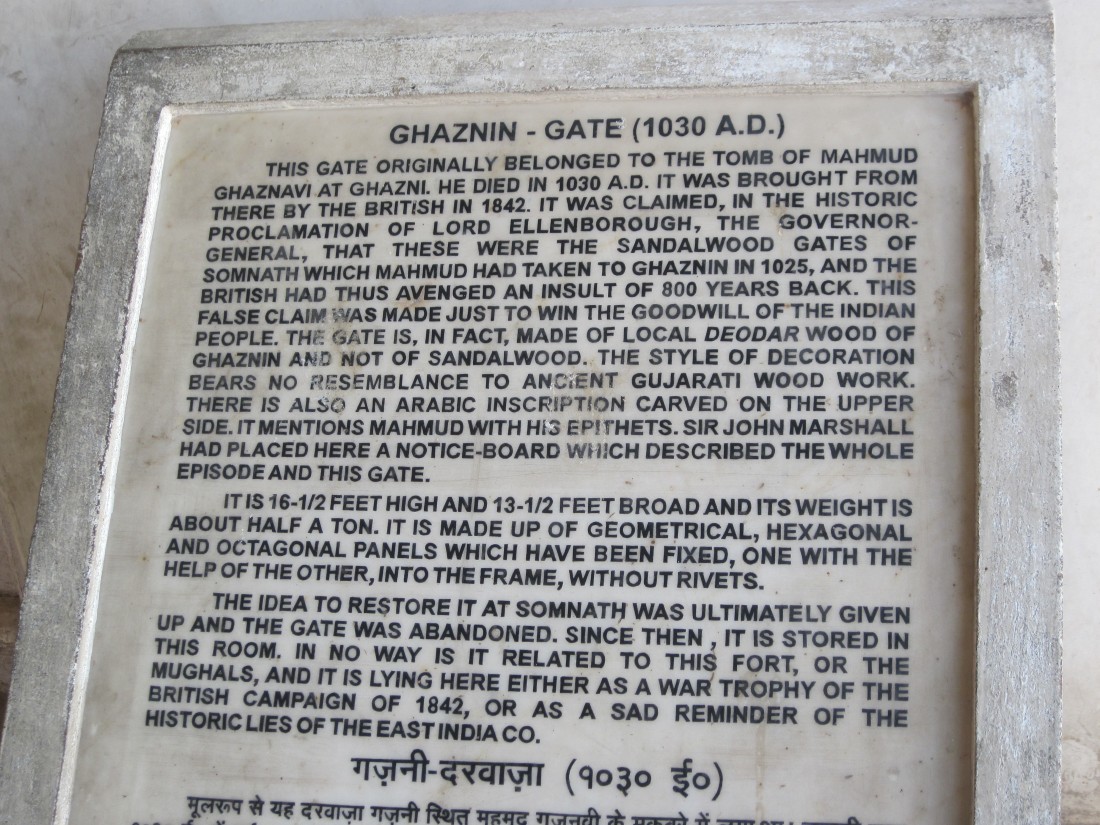 GHAZNIN - GATE (1030 A.D.)
THIS GATE ORIGINALLY BELONGED TO THE TOMB OF MAHMUD
GHAZNAVI AT GHAZNI. HE DIED IN 1030 A.D. IT WAS BROUGHT FROM
THERE BY THE BRITISH IN 1842. IT WAS CLAIMED, IN THE HISTORIC
PROCLAMATION OF LORD ELLENBOROUGH, THE GOVERNOR-
GENERAL, THAT THESE WERE THE SANDALWOOD GATES OF
SOMNATH WHICH MAHMUD HAD TAKEN TO GHAZNIN IN 1025, AND THE
BRITISH HAD THUS AVENGED AN INSULT OF 800 YEARS BACK. THIS
FALSE CLAIM WAS MADE JUST TO WIN THE GOODWILL OF THE INDIAN
PEOPLE. THE GATE IS, IN FACT, MADE OF LOCAL DEODAR WOOD OF
GHAZNIN AND NOT OF SANDALWOOD. THE STYLE OF DECORATION
BEARS NO RESEMBLANCE TO ANCIENT GUJARATI WOOD WORK.
THERE IS ALSO AN ARABIC INSCRIPTION CARVED ON THE UPPER
SIDE. IT MENTIONS MAHMUD WITH HIS EPITHETS. SIR JOHN MARSHALL
HAD PLACED HERE A NOTICE-BOARD WHICH DESCRIBED THE WHOLE
EPISODE AND THIS GATE.
IT IS 16-1/2 FEET HIGH AND 13-1/2 FEET BROAD AND ITS WEIGHT IS
ABOUT HALF A TON. IT IS MADE UP OF GEOMETRICAL, HEXAGONAL
AND OCTAGONAL PANELS WHICH HAVE BEEN FIXED, ONE WITH THE
HELP OF THE OTHER, INTO THE FRAME, WITHOUT RIVETS.
THE IDEA TO RESTORE IT AT SOMNATH WAS ULTIMATELY GIVEN
UP AND THE GATE WAS ABANDONED. SINCE THEN , IT IS STORED IN
THIS ROOM. IN NO WAY IS IT RELATED TO THIS FORT, OR THE
MUGHALS, AND IT IS LYING HERE EITHER AS A WAR TROPHY OF THE
BRITISH CAMPAIGN OF 1842, OR AS A SAD REMINDER OF THE
HISTORIC LIES OF THE EAST INDIA CO.
गज़नी-दरवाज़ा (१०३० ई०)
मूलरूप से यह दरवाज़ा गज़नी स्थित महमूद गज़नवी के मकबरे में